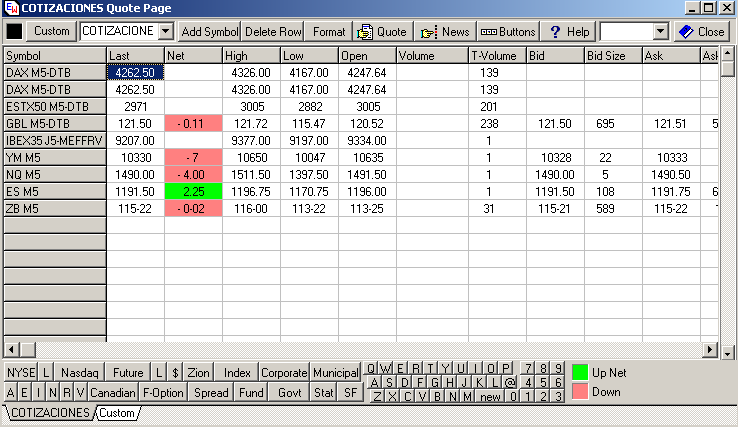 COTIZACIONES Quote Page
Custom COTIZACIONE Add Symbol Delete Row Format Quote News Buttons Help Close
Symbol Last Net High Low Open Volume T-Volume Bid Bid Size Ask Ask
DAX M5-DTB 4262.50 4326.00 4167.00 4247.64 139
DAX M5-DTB 4262.50 4326.00 4167.00 4247.64 139
ESTX50 M5-DTB 2971 3005 2882 3005 201
GBL M5-DTB 121.50 - 0.11 121.72 115.47 120.52 238 121.50 695 121.51 5
IBEX35 J5-MEFFRV 9207.00 9377.00 9197.00 9334.00 1
YM M5 10330 - 7 10650 10047 10635 1 10328 22 10333
NQ M5 1490.00 - 4.00 1511.50 1397.50 1491.50 1 1490.00 5 1490.50
ES M5 1191.50 2.25 1196.75 1170.75 1196.00 1 1191.50 108 1191.75 6
ZB M5 115-22 - 0-02 116-00 113-22 113-25 31 115-21 589 115-22
NYSE L Nasdaq Future L $ Zion Index Corporate Municipal Q W E R T Y U I O P 7 8 9 Up Net
A S D F G H J K L @ 4 5 6
A E I N R V Canadian F-Option Spread Fund Govt Stat SF Z X C V B N M new 0 1 2 3 Down
COTIZACIONES Custom